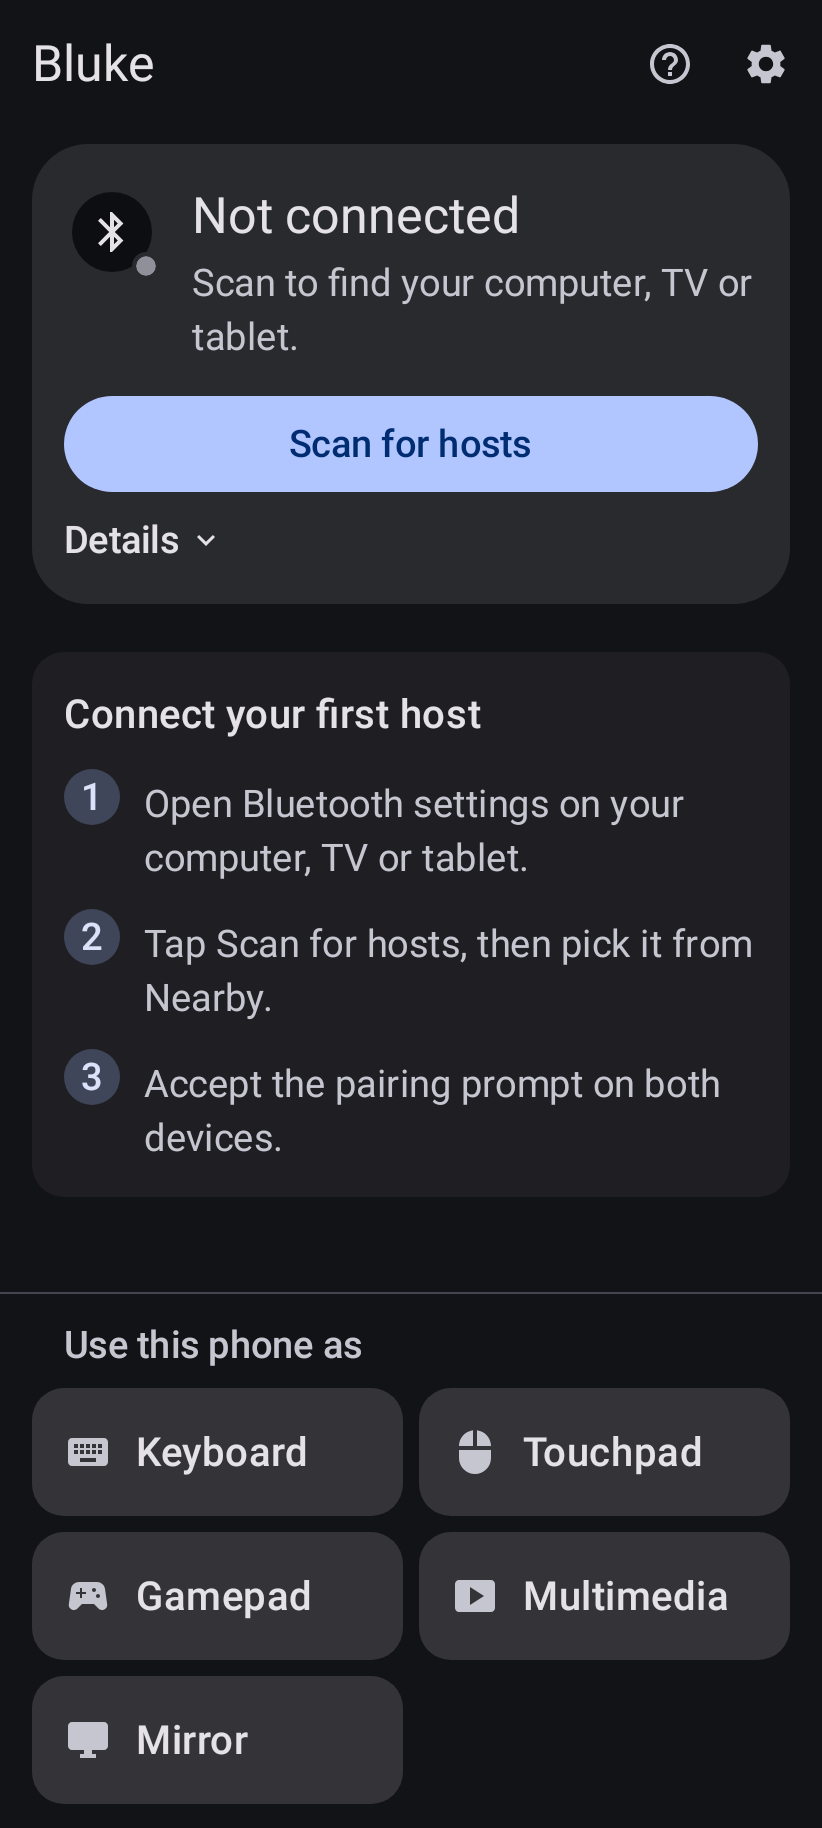 Bluke
Not connected
Scan to find your computer, TV or
tablet.
Scan for hosts
Details
Connect your first host
1
Open Bluetooth settings on your
computer, TV or tablet.
2
Tap Scan for hosts, then pick it from
Nearby.
3
Accept the pairing prompt on both
devices.
Use this phone as
Keyboard
Touchpad
Gamepad
Multimedia
Mirror